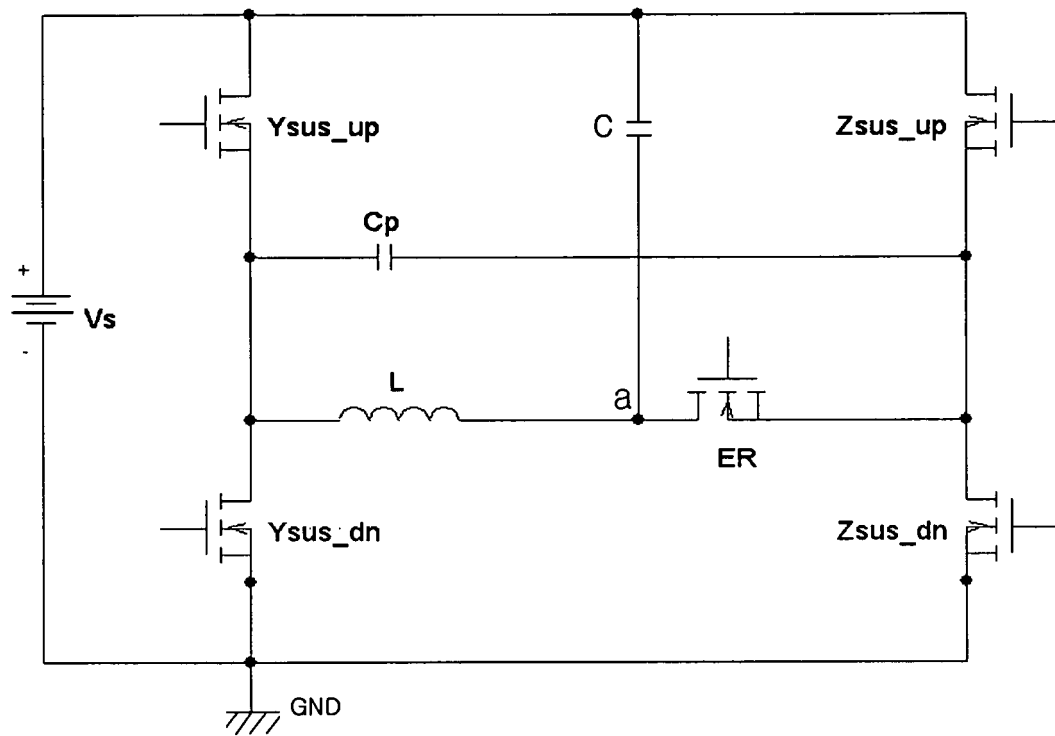 Ysus_up
C
Zsus_up
Cp
+
Vs
-
L
a
ER
Ysus_dn
Zsus_dn
GND